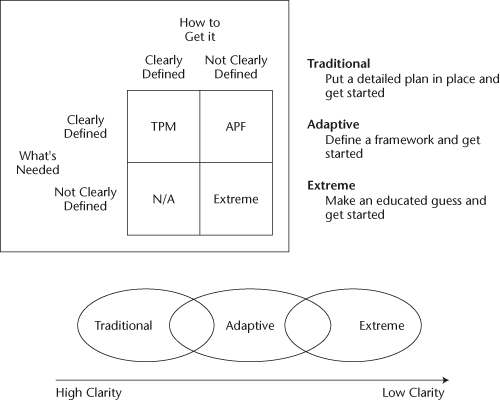 How to
Get it
Clearly
Defined
Not Clearly
Defined
What's
Needed
Clearly
Defined
TPM
APF
Not Clearly
Defined
N/A
Extreme
Traditional
Put a detailed plan in place and
get started
Adaptive
Define a framework and get
started
Extreme
Make an educated guess and
get started
Traditional
Adaptive
Extreme
High Clarity
Low Clarity